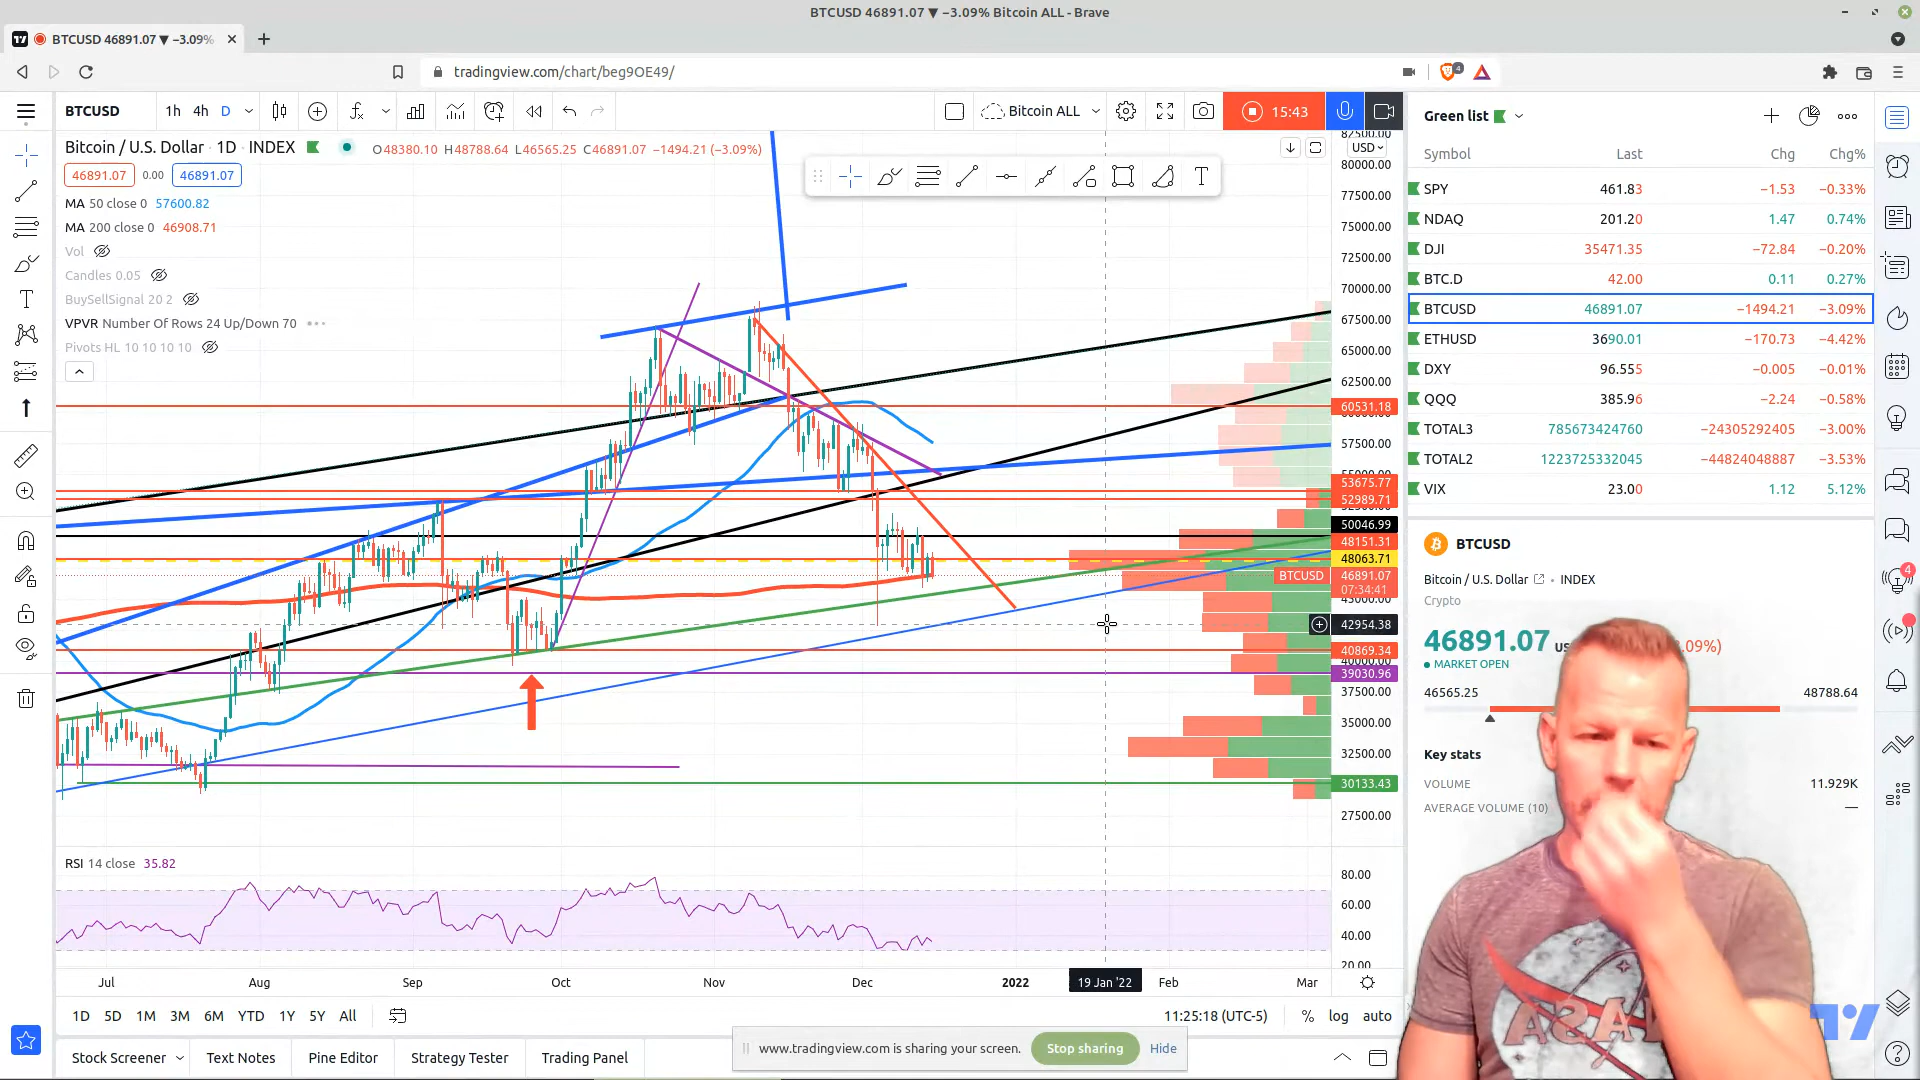 BTCUSD 46891.07 ▼ −3.09% Bitcoin ALL - Brave
BTCUSD 46891.07 ▼ −3.09%
tradingview.com/chart/beg9OE49/
4
BTCUSD 1h 4h D Bitcoin ALL 15:43
Bitcoin / U.S. Dollar · 1D · INDEX O48380.10 H48788.64 L46565.25 C46891.07 −1494.21 (−3.09%)
46891.07 0.00 46891.07
MA 50 close 0 57600.82
MA 200 close 0 46908.71
Vol
Candles 0.05
BuySellSignal 20 2
VPVR Number Of Rows 24 Up/Down 70
Pivots HL 10 10 10 10
T
82500.00
USD
80000.00
77500.00
75000.00
72500.00
70000.00
67500.00
65000.00
62500.00
60531.18
57500.00
55000.00
53675.77
52989.71
50046.99
48151.31
48063.71
BTCUSD 46891.07
07:34:41
45000.00
42954.38
40869.34
40000.00
39030.96
37500.00
35000.00
32500.00
30133.43
27500.00
RSI 14 close 35.82
80.00
60.00
40.00
20.00
Jul Aug Sep Oct Nov Dec 2022 19 Jan '22 Feb Mar
1D 5D 1M 3M 6M YTD 1Y 5Y All 11:25:18 (UTC-5) % log auto
Stock Screener Text Notes Pine Editor Strategy Tester Trading Panel
www.tradingview.com is sharing your screen. Stop sharing Hide
Green list
Symbol Last Chg Chg%
SPY 461.83 −1.53 −0.33%
NDAQ 201.20 1.47 0.74%
DJI 35471.35 −72.84 −0.20%
BTC.D 42.00 0.11 0.27%
BTCUSD 46891.07 −1494.21 −3.09%
ETHUSD 3690.01 −170.73 −4.42%
DXY 96.555 −0.005 −0.01%
QQQ 385.96 −2.24 −0.58%
TOTAL3 785673424760 −24305292405 −3.00%
TOTAL2 1223725332045 −44824048887 −3.53%
VIX 23.00 1.12 5.12%
BTCUSD
Bitcoin / U.S. Dollar · INDEX
Crypto
46891.07 .09%)
MARKET OPEN
46565.25 48788.64
Key stats
VOLUME 11.929K
AVERAGE VOLUME (10) —
4